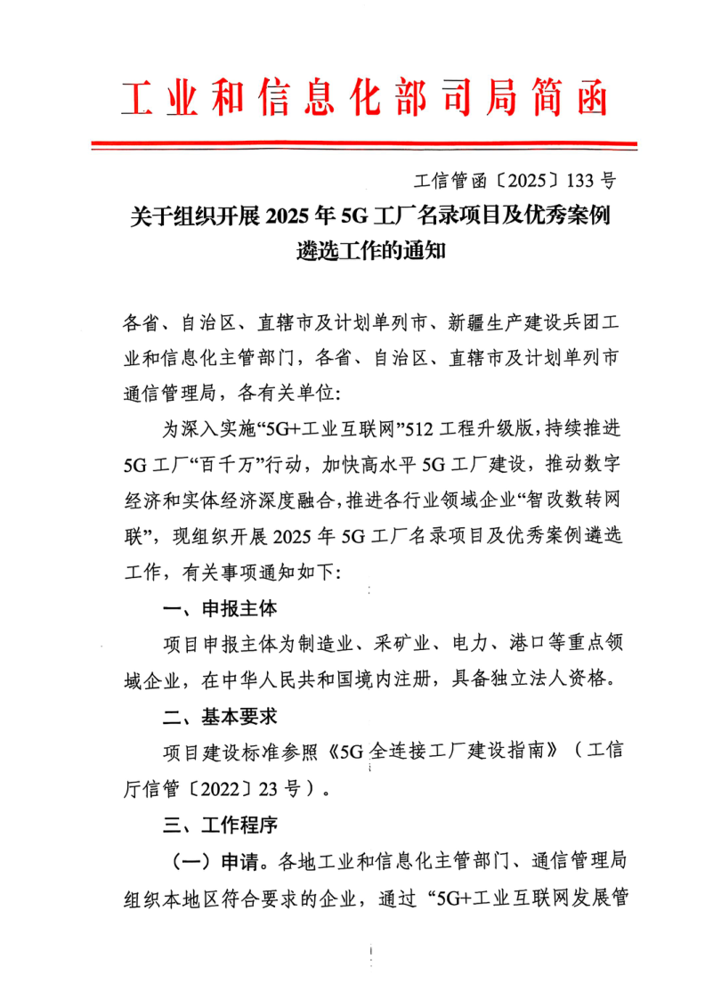 工业和信息化部司局简函
工信管函〔2025〕133号
关于组织开展2025年5G工厂名录项目及优秀案例
遴选工作的通知
各省、自治区、直辖市及计划单列市、新疆生产建设兵团工
业和信息化主管部门，各省、自治区、直辖市及计划单列市
通信管理局，各有关单位：
为深入实施“5G+工业互联网”512工程升级版，持续推进
5G工厂“百千万”行动，加快高水平5G工厂建设，推动数字
经济和实体经济深度融合，推进各行业领域企业“智改数转网
联”，现组织开展2025年5G工厂名录项目及优秀案例遴选
工作，有关事项通知如下：
一、申报主体
项目申报主体为制造业、采矿业、电力、港口等重点领
域企业，在中华人民共和国境内注册，具备独立法人资格。
二、基本要求
项目建设标准参照《5G全连接工厂建设指南》（工信
厅信管〔2022〕23号）。
三、工作程序
（一）申请。各地工业和信息化主管部门、通信管理局
组织本地区符合要求的企业，通过“5G+工业互联网发展管